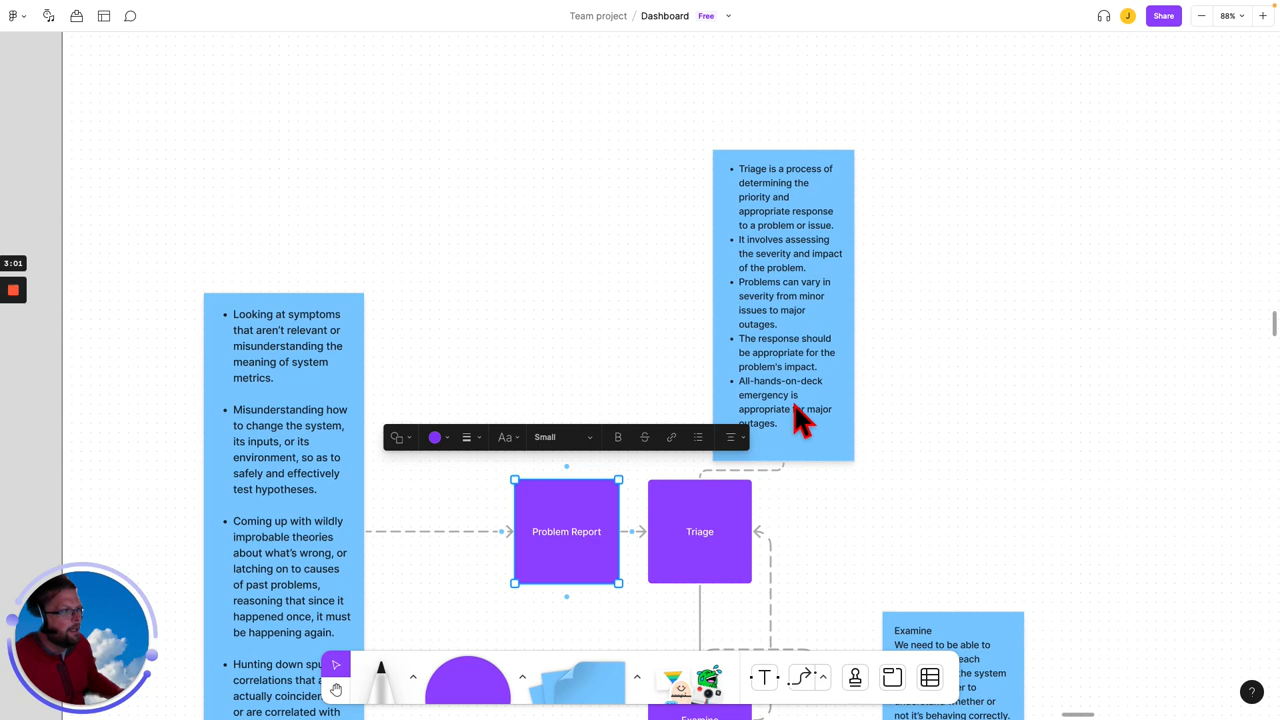 Team project / Dashboard Free
J
Share
88%
3:01
• Triage is a process of
determining the
priority and
appropriate response
to a problem or issue.
• It involves assessing
the severity and impact
of the problem.
• Problems can vary in
severity from minor
issues to major
outages.
• The response should
be appropriate for the
problem's impact.
• All-hands-on-deck
emergency is
appropriate major
outages.
• Looking at symptoms
that aren't relevant or
misunderstanding the
meaning of system
metrics.
• Misunderstanding how
to change the system,
its inputs, or its
environment, so as to
safely and effectively
test hypotheses.
• Coming up with wildly
improbable theories
about what's wrong, or
latching on to causes
of past problems,
reasoning that since it
happened once, it must
be happening again.
• Hunting down
correlations that
actually
or are correlated with
Aa
Small
B
S
Problem Report
Triage
Examine
We need to be able to
each
the system
to
whether or
not it's behaving correctly.
T
Examine
?